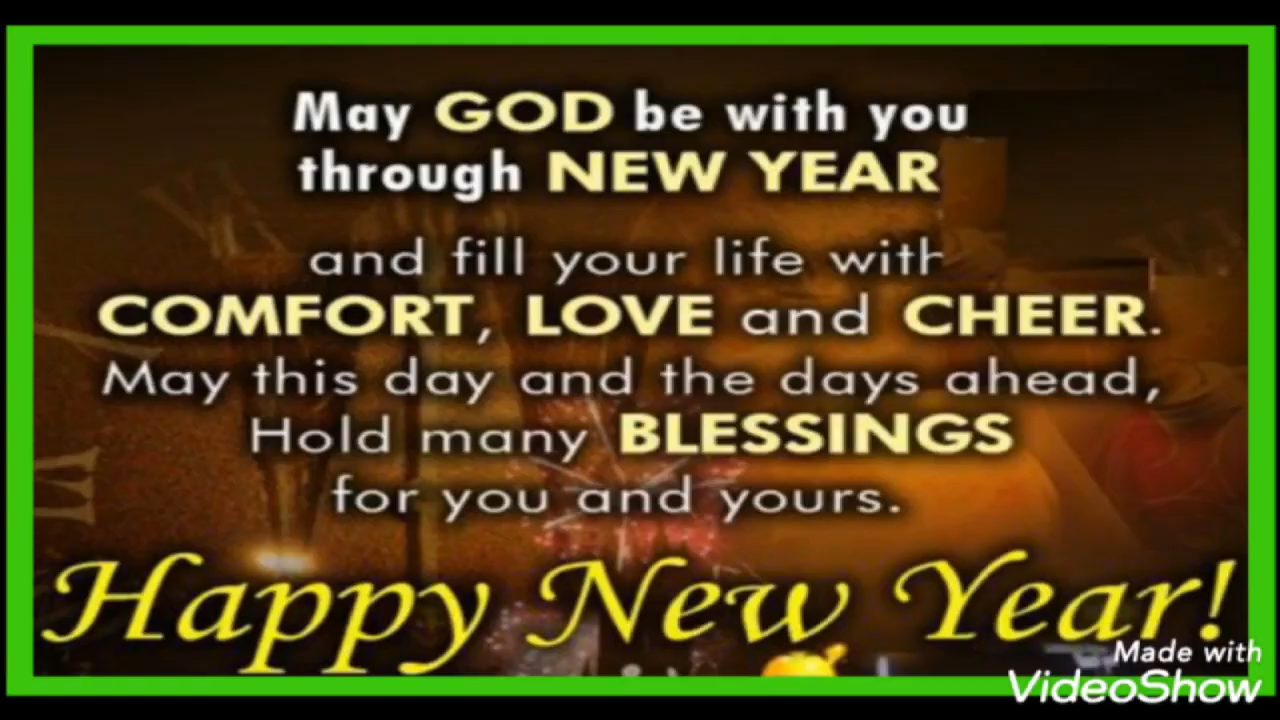 May GOD be with you
through NEW YEAR
and fill your life with
COMFORT, LOVE and CHEER.
May this day and the days ahead,
Hold many BLESSINGS
for you and yours.
Happy New Year!
Made with
VideoShow